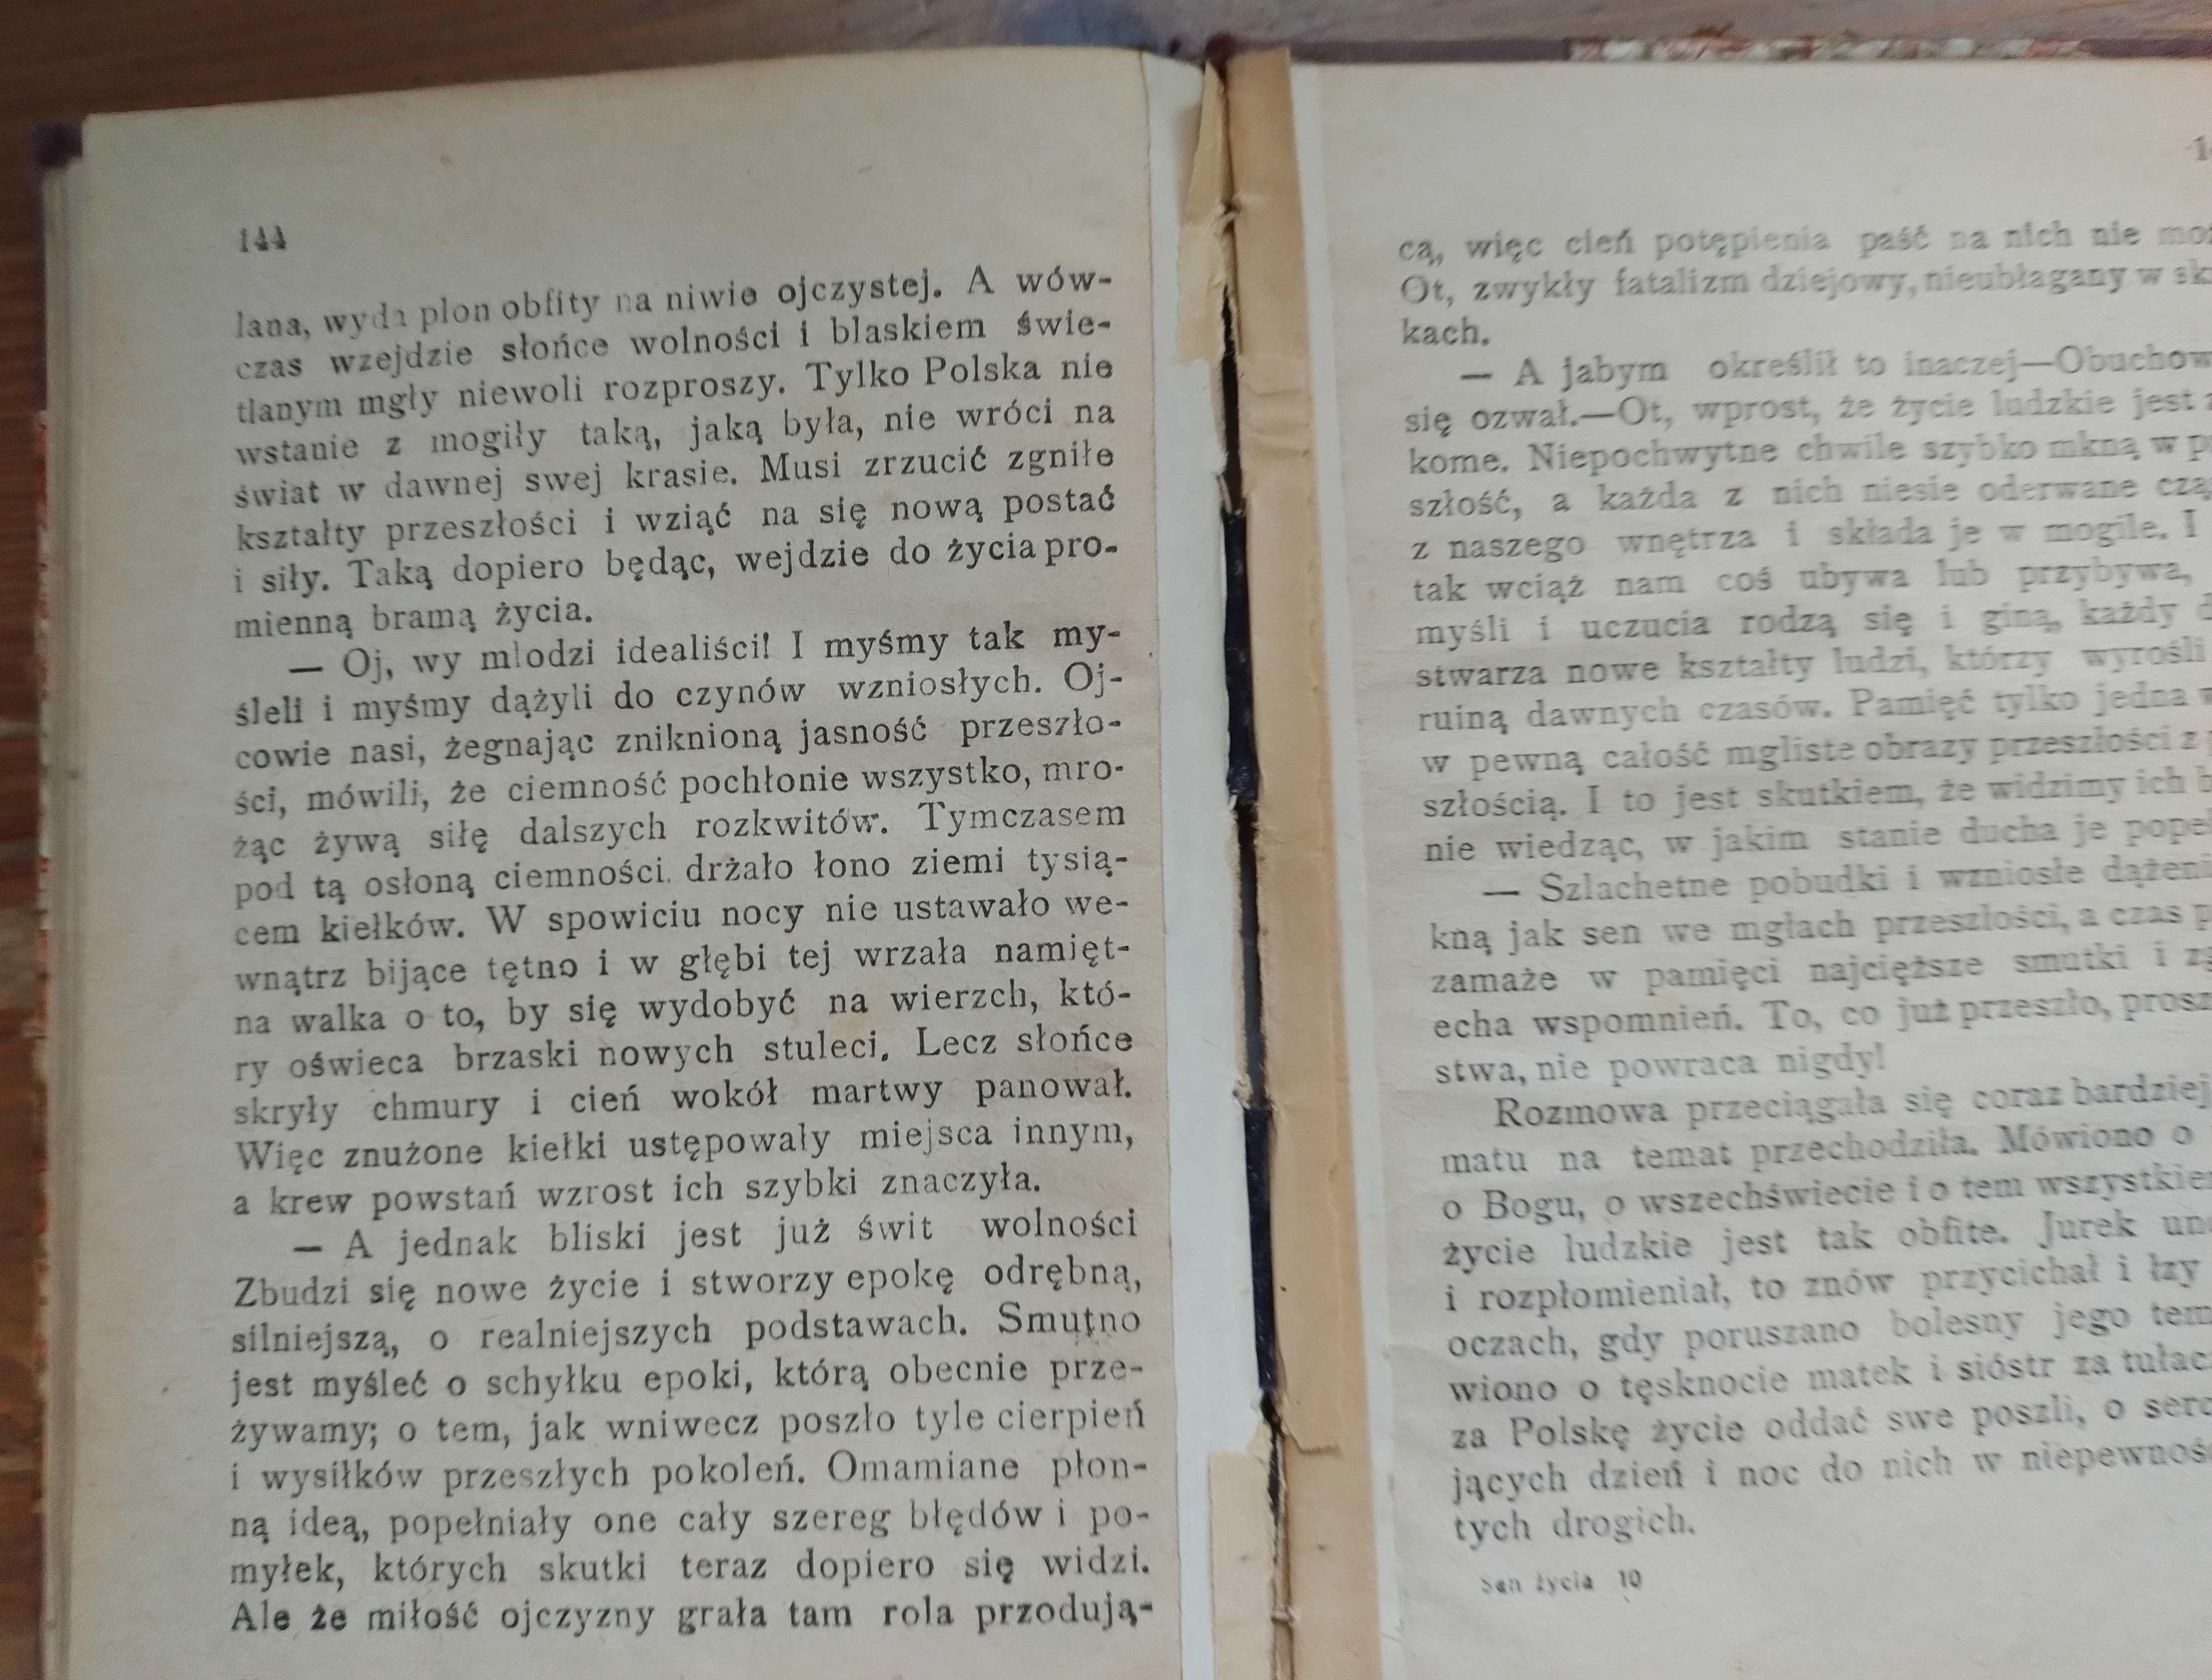 144
lana, wyda plon obfity na niwie ojczystej. A wów-
czas wzejdzie słońce wolności i blaskiem świe-
tlanym mgły niewoli rozproszy. Tylko Polska nie
wstanie z mogiły taką, jaką była, nie wróci na
świat w dawnej swej krasie. Musi zrzucić zgniłe
kształty przeszłości i wziąć na się nową postać
i siły. Taką dopiero będąc, wejdzie do życia pro-
mienną bramą życia.
— Oj, wy młodzi idealiści! I myśmy tak my-
śleli i myśmy dążyli do czynów wzniosłych. Oj-
cowie nasi, żegnając zniknioną jasność przeszło-
ści, mówili, że ciemność pochłonie wszystko, mro-
żąc żywą siłę dalszych rozkwitów. Tymczasem
pod tą osłoną ciemności. drżało łono ziemi tysią-
cem kiełków. W spowiciu nocy nie ustawało we-
wnątrz bijące tętno i w głębi tej wrzała namięt-
na walka o to, by się wydobyć na wierzch, któ-
ry oświeca brzaski nowych stuleci. Lecz słońce
skryły chmury i cień wokół martwy panował.
Więc znużone kiełki ustępowały miejsca innym,
a krew powstań wzrost ich szybki znaczyła.
— A jednak bliski jest już świt wolności
Zbudzi się nowe życie i stworzy epokę odrębną,
silniejszą, o realniejszych podstawach. Smutno
jest myśleć o schyłku epoki, którą obecnie prze-
żywamy; o tem, jak wniwecz poszło tyle cierpień
i wysiłków przeszłych pokoleń. Omamiane płon-
ną ideą, popełniały one cały szereg błędów i po-
myłek, których skutki teraz dopiero się widzi.
Ale że miłość ojczyzny grała tam rola przodują-
cą, więc cień potępienia paść na nich nie
Ot, zwykły fatalizm dziejowy, nieubłagany w
kach.
— A jabym określił to inaczej—Obuchow
się ozwał.—Ot, wprost, że życie ludzkie jest
kome. Niepochwytne chwile szybko mkną w
szłość, a każda z nich niesie oderwane
z naszego wnętrza i składa je w mogile. I
tak wciąż nam coś ubywa lub przybywa,
myśli i uczucia rodzą się i giną, każdy
stwarza nowe kształty ludzi, którzy wyrośli
ruiną dawnych czasów. Pamięć tylko jedna
w pewną całość mgliste obrazy przeszłości z
szłością. I to jest skutkiem, że widzimy ich
nie wiedząc, w jakim stanie ducha je
— Szlachetne pobudki i wzniosłe
kną jak sen we mgłach przeszłości, a czas
zamaże w pamięci najcięższe smutki i
echa wspomnień. To, co już przeszło,
stwa, nie powraca nigdy!
Rozmowa przeciągała się coraz bardziej
matu na temat przechodziła. Mówiono o
o Bogu, o wszechświecie i o tem
życie ludzkie jest tak obfite. Jurek
i rozpłomieniał, to znów przycichał i łzy
oczach, gdy poruszano bolesny jego
wiono o tęsknocie matek i sióstr za
za Polskę życie oddać swe poszli, o
jących dzień i noc do nich w
tych drogich.
Sen życia 10